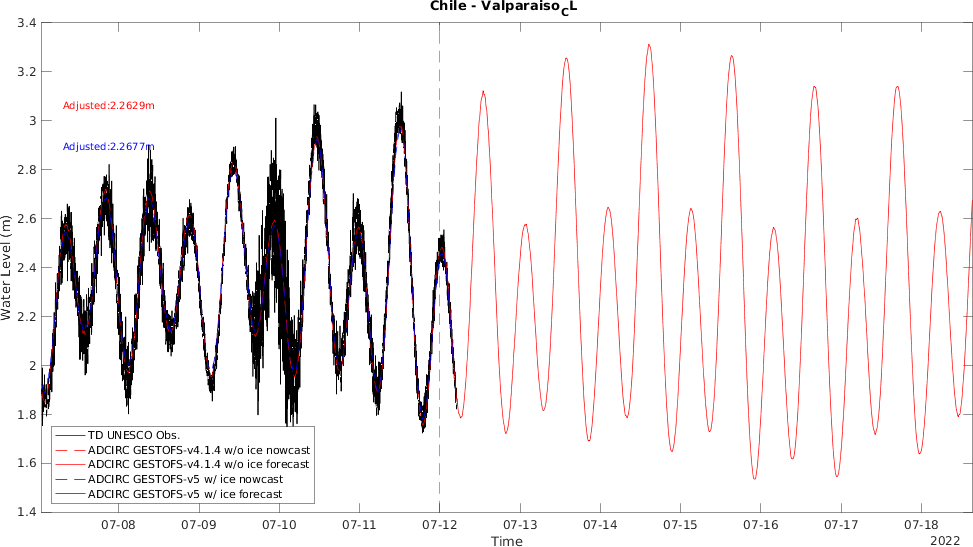 Chile - Valparaiso_CL
3.4
3.2
3
2.8
2.6
2.4
2.2
2
1.8
1.6
1.4
Water Level (m)
Adjusted:2.2629m
Adjusted:2.2677m
TD UNESCO Obs.
ADCIRC GESTOFS-v4.1.4 w/o ice nowcast
ADCIRC GESTOFS-v4.1.4 w/o ice forecast
ADCIRC GESTOFS-v5 w/ ice nowcast
ADCIRC GESTOFS-v5 w/ ice forecast
07-08 07-09 07-10 07-11 07-12 07-13 07-14 07-15 07-16 07-17 07-18
Time
2022